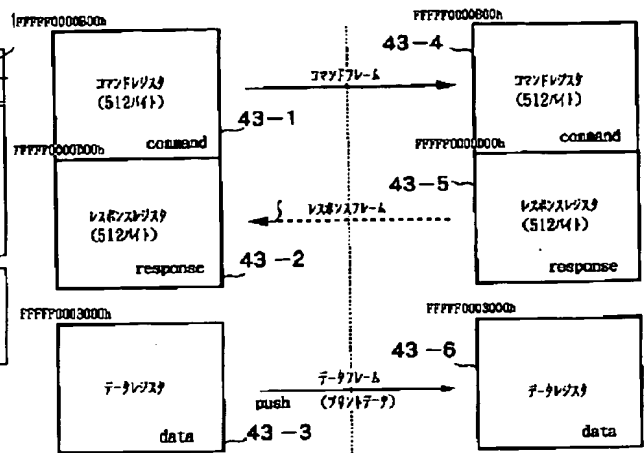 1
FFFFF0000B00h
コマンドレジスタ
(512バイト)
command
43-1
FFFFF0000D00h
レスポンスレジスタ
(512バイト)
response
43-2
FFFFF0003000h
データレジスタ
data
43-3
コマンドフレーム
レスポンスフレーム
データフレーム
push
(プリントデータ)
FFFFF0000B00h
43-4
コマンドレジスタ
(512バイト)
command
FFFFF0000D00h
43-5
レスポンスレジスタ
(512バイト)
response
FFFFF0003000h
43-6
データレジスタ
data